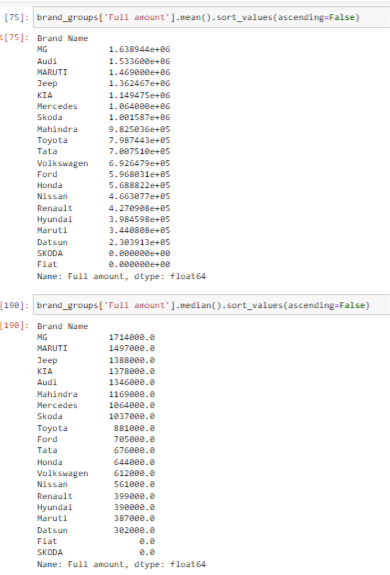 [75]: brand_groups['Full amount'].mean().sort_values(ascending=False)
t[75]: Brand Name
MG 1.638944e+06
Audi 1.533600e+06
MARUTI 1.469000e+06
Jeep 1.362467e+06
KIA 1.149475e+06
Mercedes 1.064000e+06
Skoda 1.001587e+06
Mahindra 9.825036e+05
Toyota 7.987443e+05
Tata 7.007510e+05
Volkswagen 6.926479e+05
Ford 5.968031e+05
Honda 5.688822e+05
Nissan 4.663077e+05
Renault 4.270908e+05
Hyundai 3.984598e+05
Maruti 3.440808e+05
Datsun 2.303913e+05
SKODA 0.000000e+00
Fiat 0.000000e+00
Name: Full amount, dtype: float64
[190]: brand_groups['Full amount'].median().sort_values(ascending=False)
[190]: Brand Name
MG 1714000.0
MARUTI 1497000.0
Jeep 1388000.0
KIA 1378000.0
Audi 1346000.0
Mahindra 1169000.0
Mercedes 1064000.0
Skoda 1037000.0
Toyota 881000.0
Ford 705000.0
Tata 676000.0
Honda 644000.0
Volkswagen 612000.0
Nissan 561000.0
Renault 399000.0
Hyundai 390000.0
Maruti 387000.0
Datsun 302000.0
Fiat 0.0
SKODA 0.0
Name: Full amount, dtype: float64